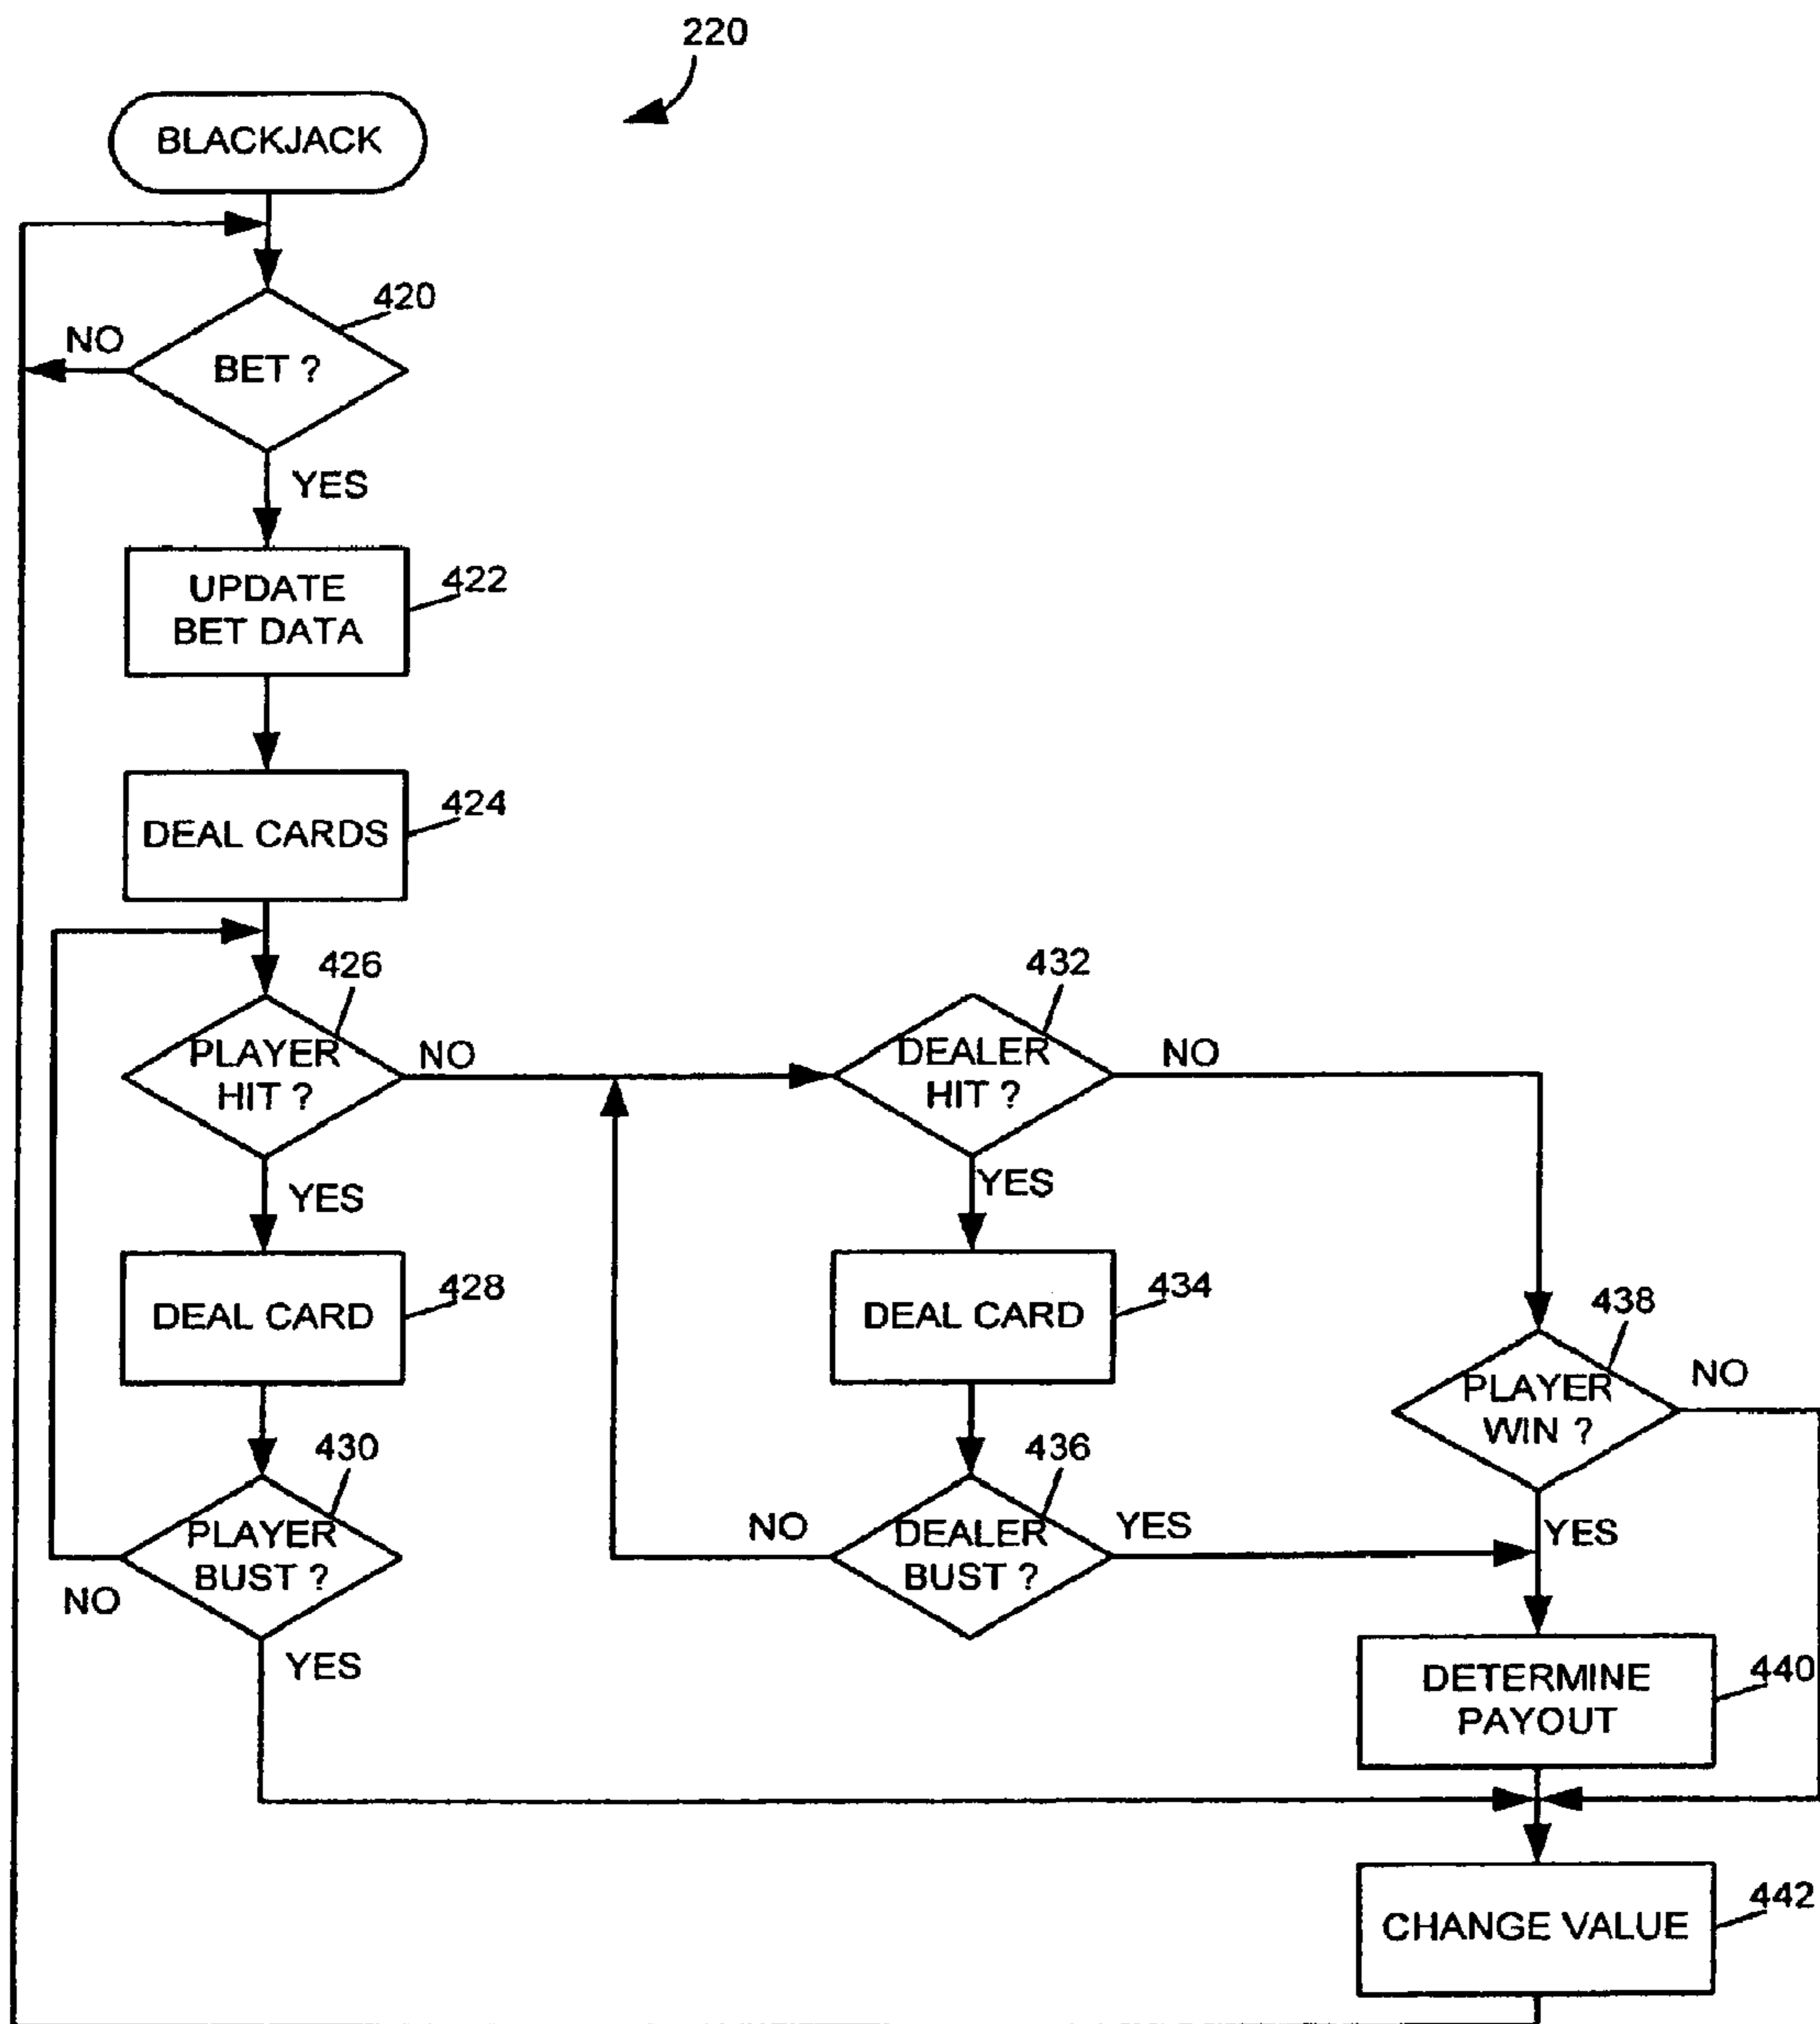 220
BLACKJACK
420
NO
BET ?
YES
UPDATE
BET DATA
422
DEAL CARDS
424
426
PLAYER
HIT ?
NO
YES
DEAL CARD
428
430
PLAYER
BUST ?
NO
YES
432
DEALER
HIT ?
NO
YES
DEAL CARD
434
436
DEALER
BUST ?
NO
YES
438
PLAYER
WIN ?
NO
YES
DETERMINE
PAYOUT
440
CHANGE VALUE
442